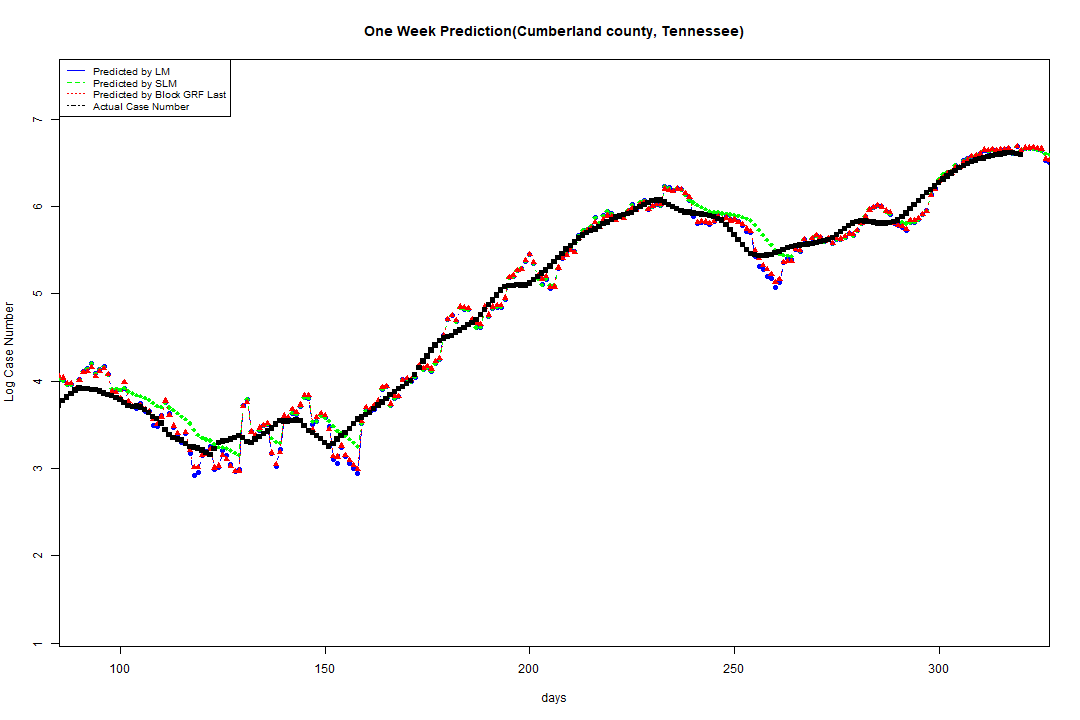 One Week Prediction(Cumberland county, Tennessee)
Predicted by LM
Predicted by SLM
Predicted by Block GRF Last
Actual Case Number
7
6
5
4
3
2
1
Log Case Number
100 150 200 250 300
days